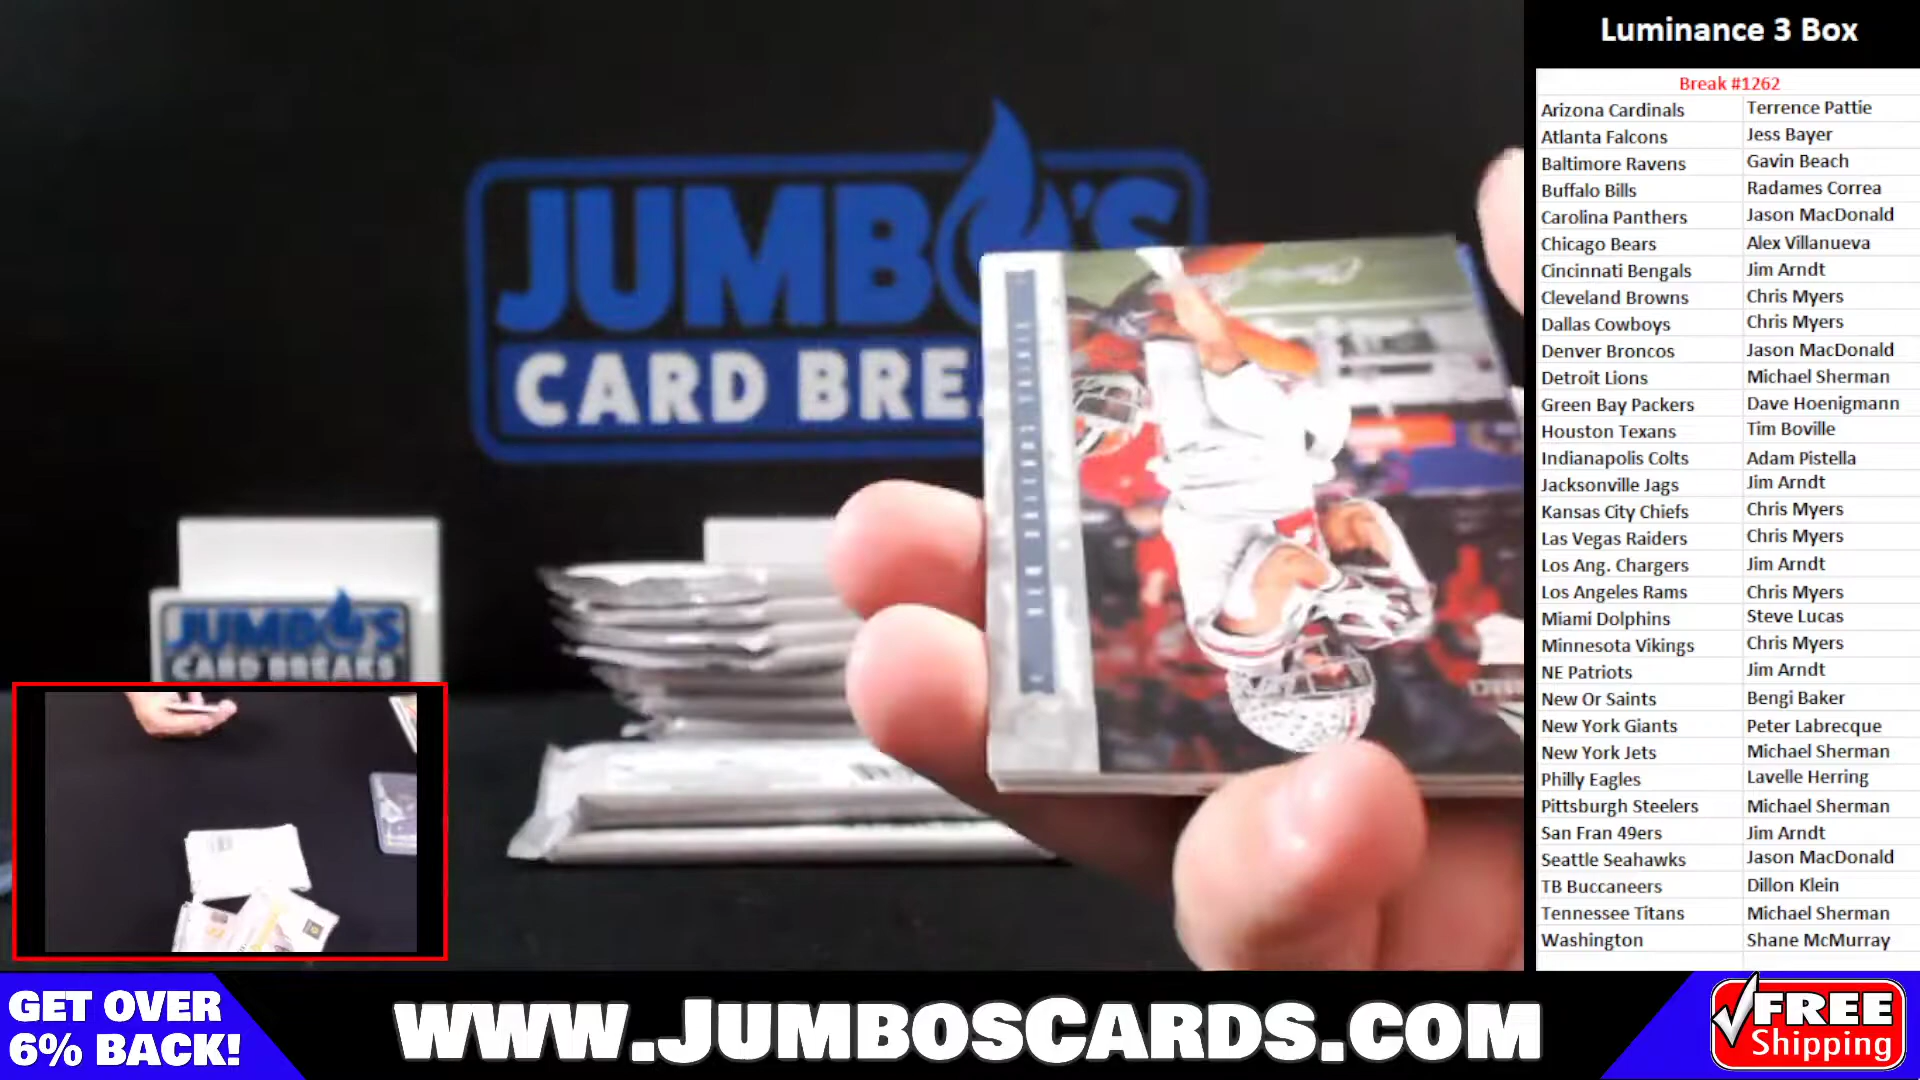 Luminance 3 Box
Break #1262
Arizona Cardinals Terrence Pattie
Atlanta Falcons Jess Bayer
Baltimore Ravens Gavin Beach
Buffalo Bills Radames Correa
Carolina Panthers Jason MacDonald
Chicago Bears Alex Villanueva
Cincinnati Bengals Jim Arndt
Cleveland Browns Chris Myers
Dallas Cowboys Chris Myers
Denver Broncos Jason MacDonald
Detroit Lions Michael Sherman
Green Bay Packers Dave Hoenigmann
Houston Texans Tim Boville
Indianapolis Colts Adam Pistella
Jacksonville Jags Jim Arndt
Kansas City Chiefs Chris Myers
Las Vegas Raiders Chris Myers
Los Ang. Chargers Jim Arndt
Los Angeles Rams Chris Myers
Miami Dolphins Steve Lucas
Minnesota Vikings Chris Myers
NE Patriots Jim Arndt
New Or Saints Bengi Baker
New York Giants Peter Labrecque
New York Jets Michael Sherman
Philly Eagles Lavelle Herring
Pittsburgh Steelers Michael Sherman
San Fran 49ers Jim Arndt
Seattle Seahawks Jason MacDonald
TB Buccaneers Dillon Klein
Tennessee Titans Michael Sherman
Washington Shane McMurray
JUMBO'S
CARD BRE
NEW ORLEANS SAINTS
JUMBO'S
CARD BREAKS
GET OVER
6% BACK!
WWW.JUMBOSCARDS.COM
FREE
Shipping